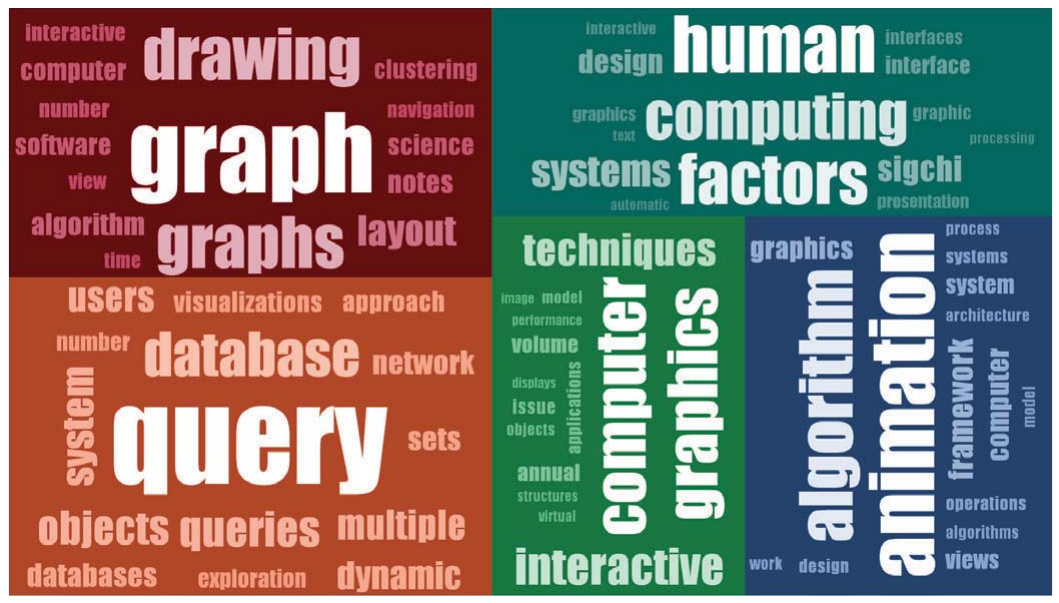 interactive
drawing
computer
clustering
number
navigation
graph
software
science
view
notes
algorithm
graphs
layout
time
interactive
human
interfaces
design
interface
graphics
computing
graphic
text
processing
systems
factors
sigchi
automatic
presentation
users
visualizations
approach
number
database
network
system
query
sets
objects
queries
multiple
databases
exploration
dynamic
techniques
image
model
computer
graphics
performance
volume
displays
applications
issue
objects
annual
structures
virtual
interactive
graphics
algorithm
animation
process
systems
system
architecture
framework
computer
model
operations
algorithms
work
design
views